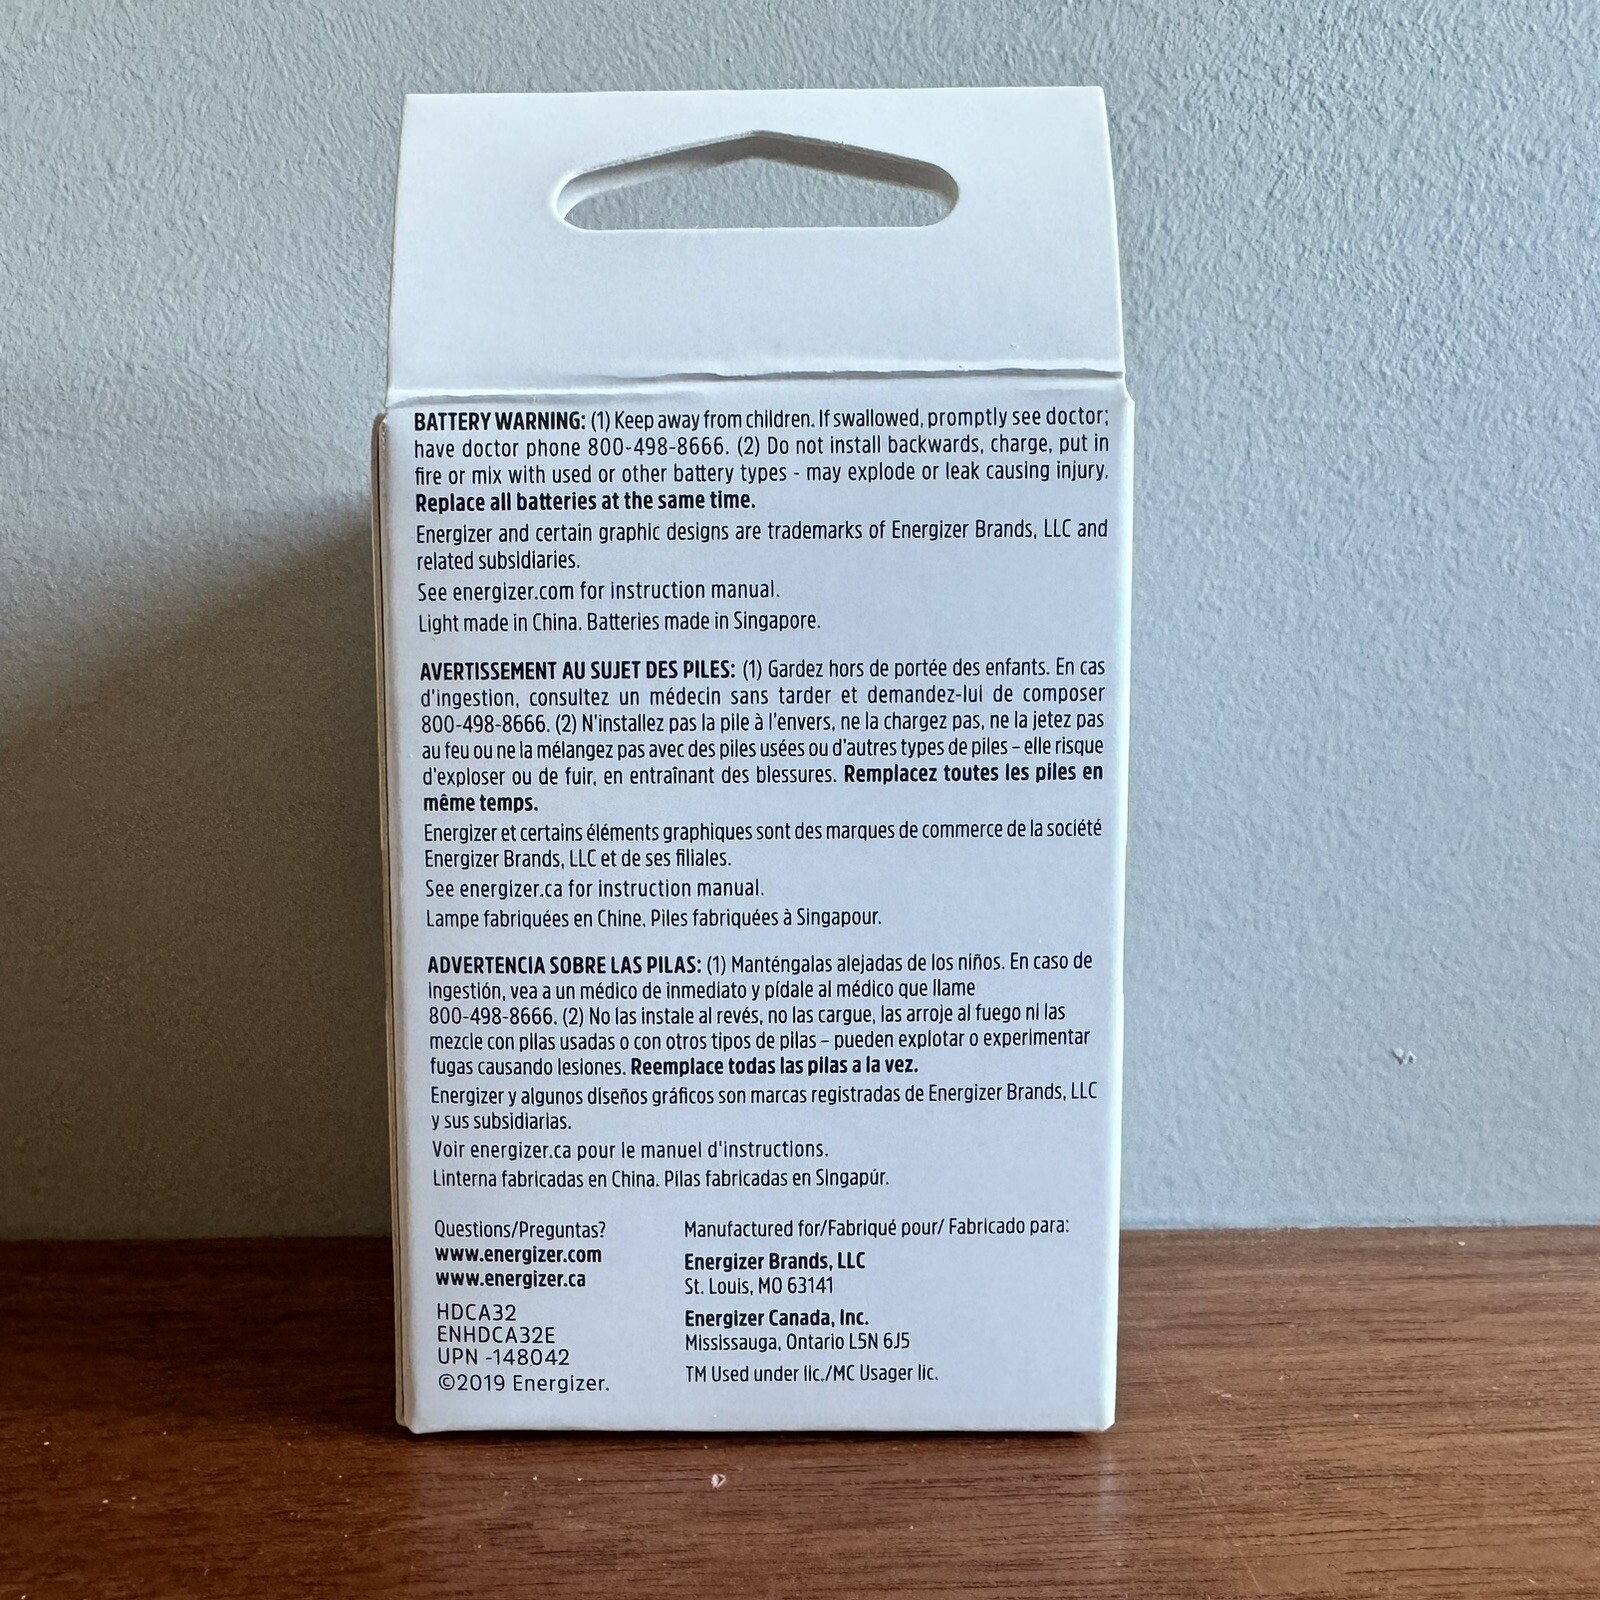 BATTERY WARNING: (1) Keep away from children. If swallowed, promptly see doctor;
have doctor phone 800-498-8666. (2) Do not install backwards, charge, put in
fire or mix with used or other battery types - may explode or leak causing injury.
Replace all batteries at the same time.
Energizer and certain graphic designs are trademarks of Energizer Brands, LLC and
related subsidiaries.
See energizer.com for instruction manual.
Light made in China. Batteries made in Singapore.
AVERTISSEMENT AU SUJET DES PILES: (1) Gardez hors de portée des enfants. En cas
d'ingestion, consultez un médecin sans tarder et demandez-lui de composer
800-498-8666. (2) N'installez pas la pile à l'envers, ne la chargez pas, ne la jetez pas
au feu ou ne la mélangez pas avec des piles usées ou d'autres types de piles – elle risque
d'exploser ou de fuir, en entraînant des blessures. Remplacez toutes les piles en
même temps.
Energizer et certains éléments graphiques sont des marques de commerce de la société
Energizer Brands, LLC et de ses filiales.
See energizer.ca for instruction manual.
Lampe fabriquées en Chine. Piles fabriquées à Singapour.
ADVERTENCIA SOBRE LAS PILAS: (1) Manténgalas alejadas de los niños. En caso de
ingestión, vea a un médico de inmediato y pídale al médico que llame
800-498-8666. (2) No las instale al revés, no las cargue, las arroje al fuego ni las
mezcle con pilas usadas o con otros tipos de pilas – pueden explotar o experimentar
fugas causando lesiones. Reemplace todas las pilas a la vez.
Energizer y algunos diseños gráficos son marcas registradas de Energizer Brands, LLC
y sus subsidiarias.
Voir energizer.ca pour le manuel d'instructions.
Linterna fabricadas en China. Pilas fabricadas en Singapúr.
Questions/Preguntas?
www.energizer.com
www.energizer.ca
HDCA32
ENHDCA32E
UPN -148042
©2019 Energizer.
Manufactured for/Fabriqué pour/ Fabricado para:
Energizer Brands, LLC
St. Louis, MO 63141
Energizer Canada, Inc.
Mississauga, Ontario L5N 6J5
TM Used under lic./MC Usager lic.